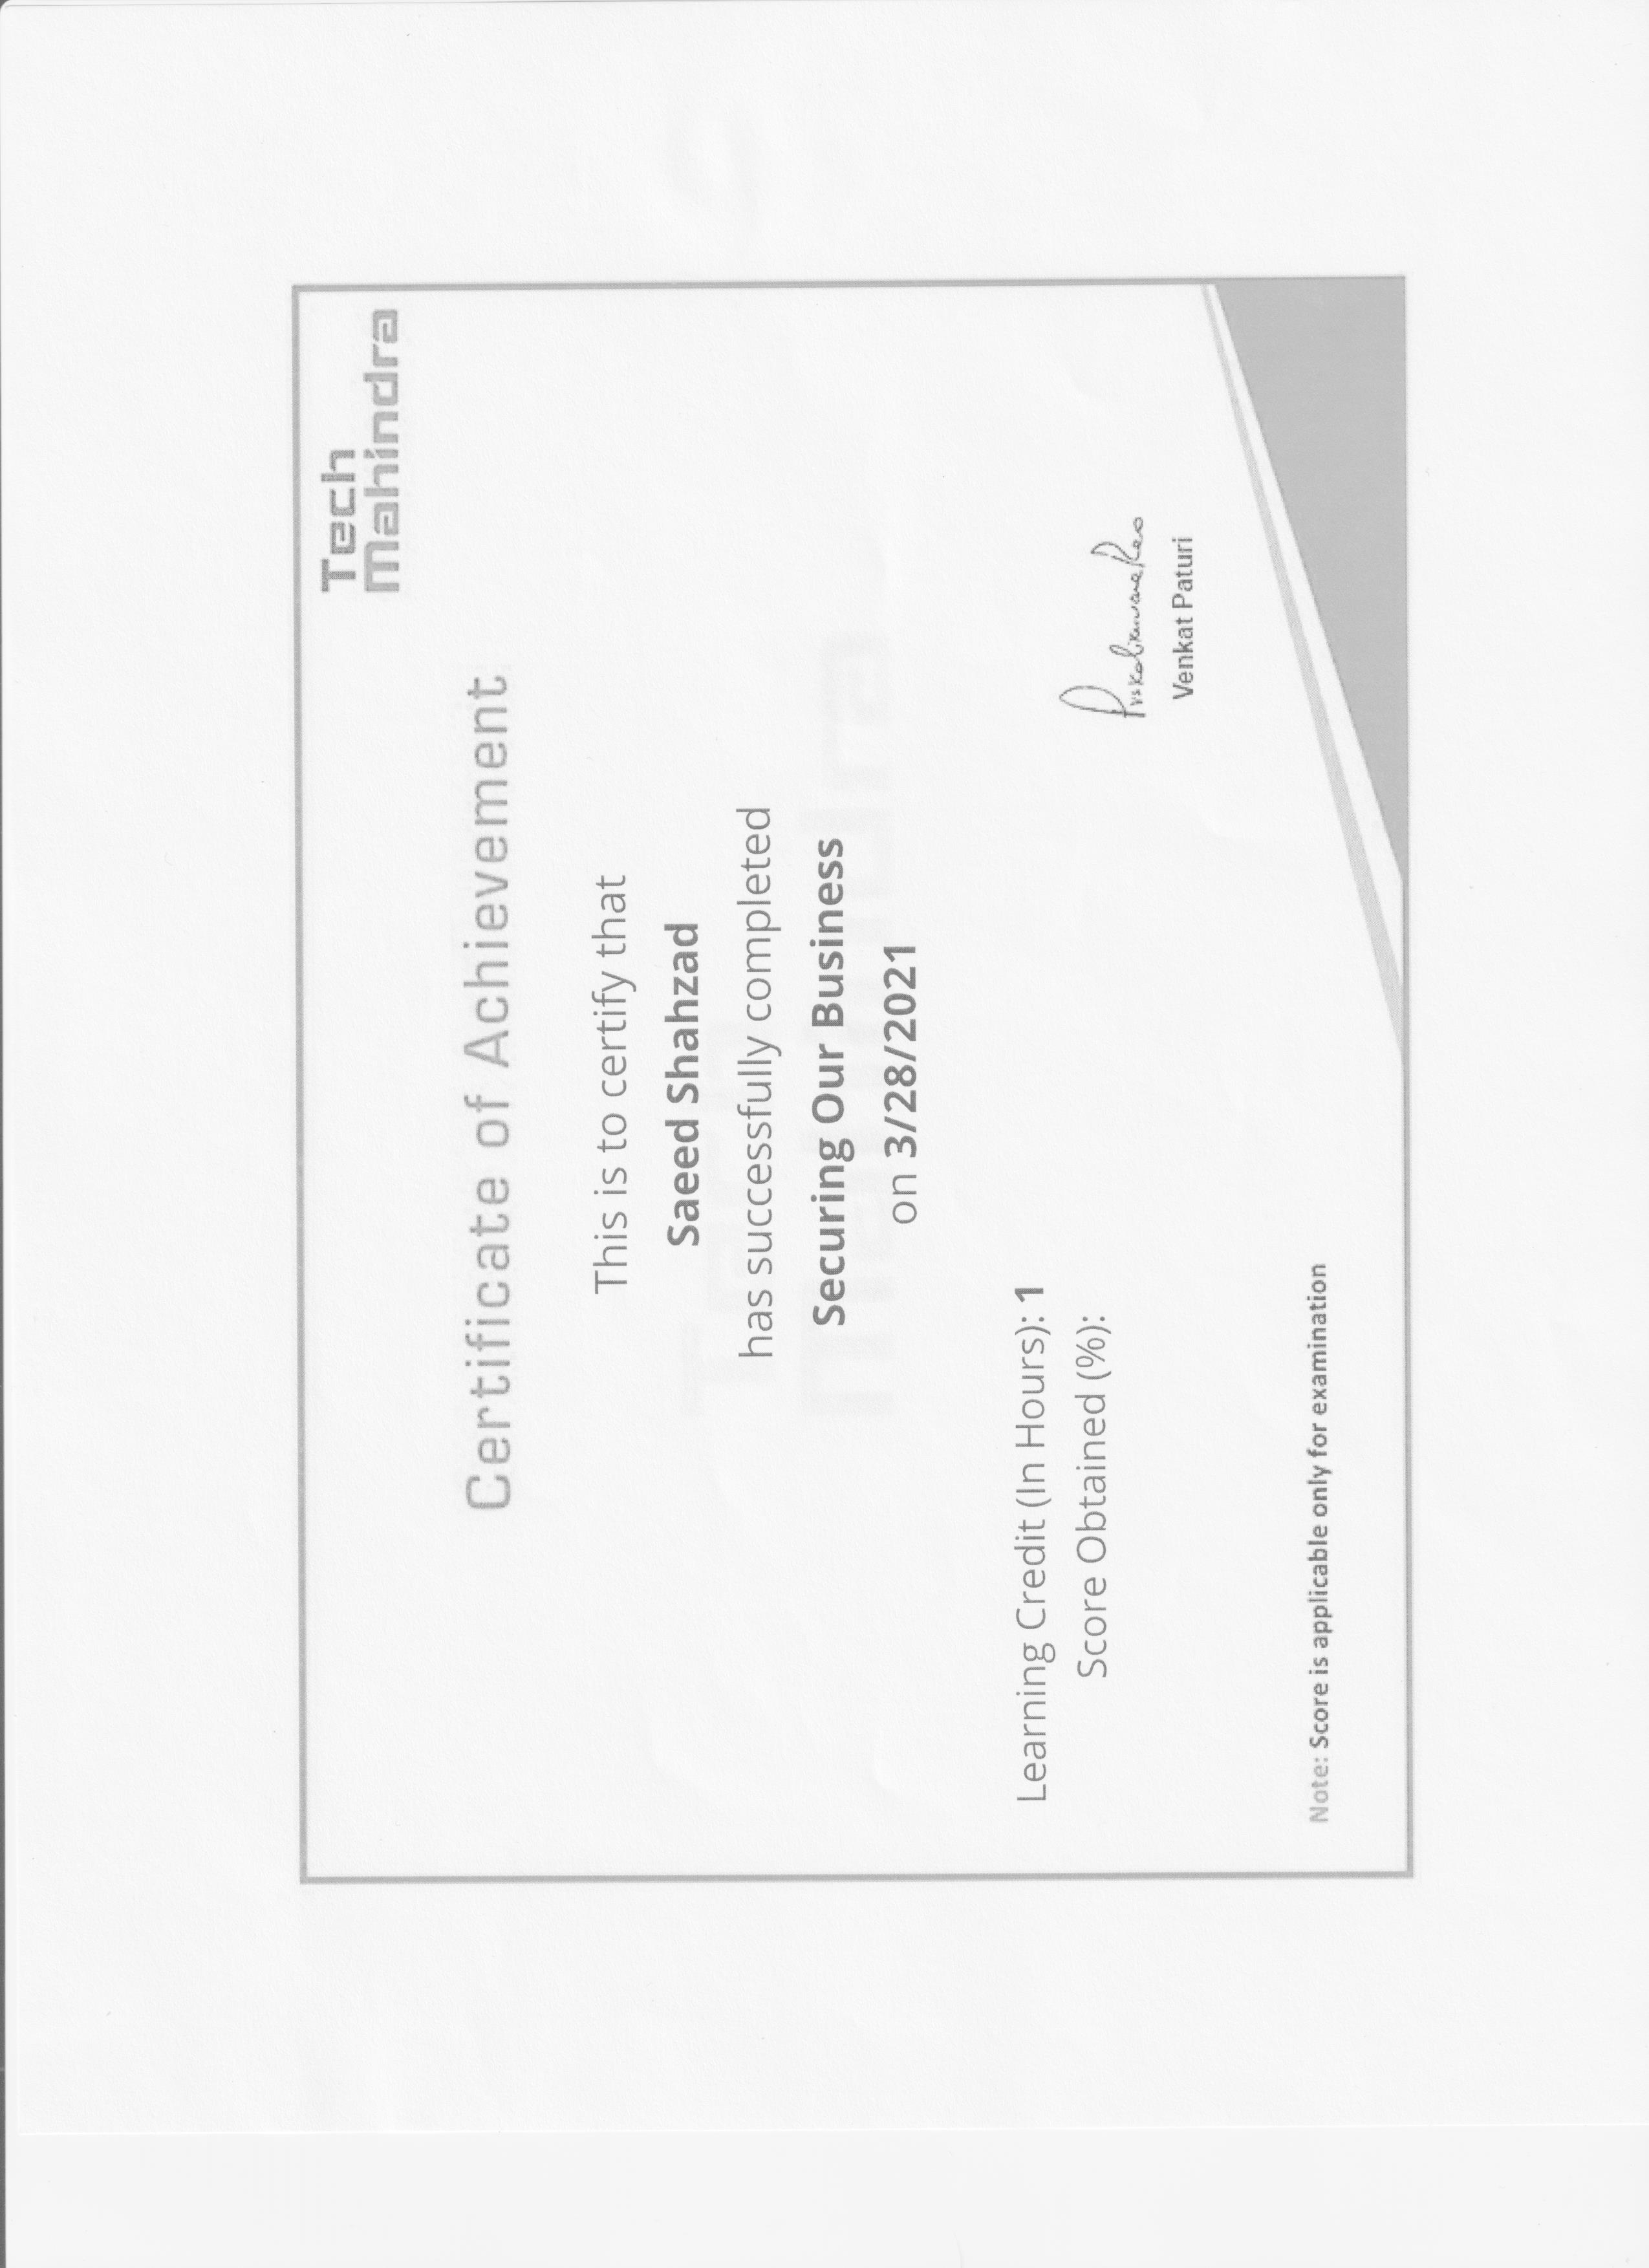 Tech
Mahindra
Certificate of Achievement
This is to certify that
Saeed Shahzad
has successfully completed
Securing Our Business
on 3/28/2021
Learning Credit (In Hours): 1
Score Obtained (%):
Venkat Paturi
Note: Score is applicable only for examination